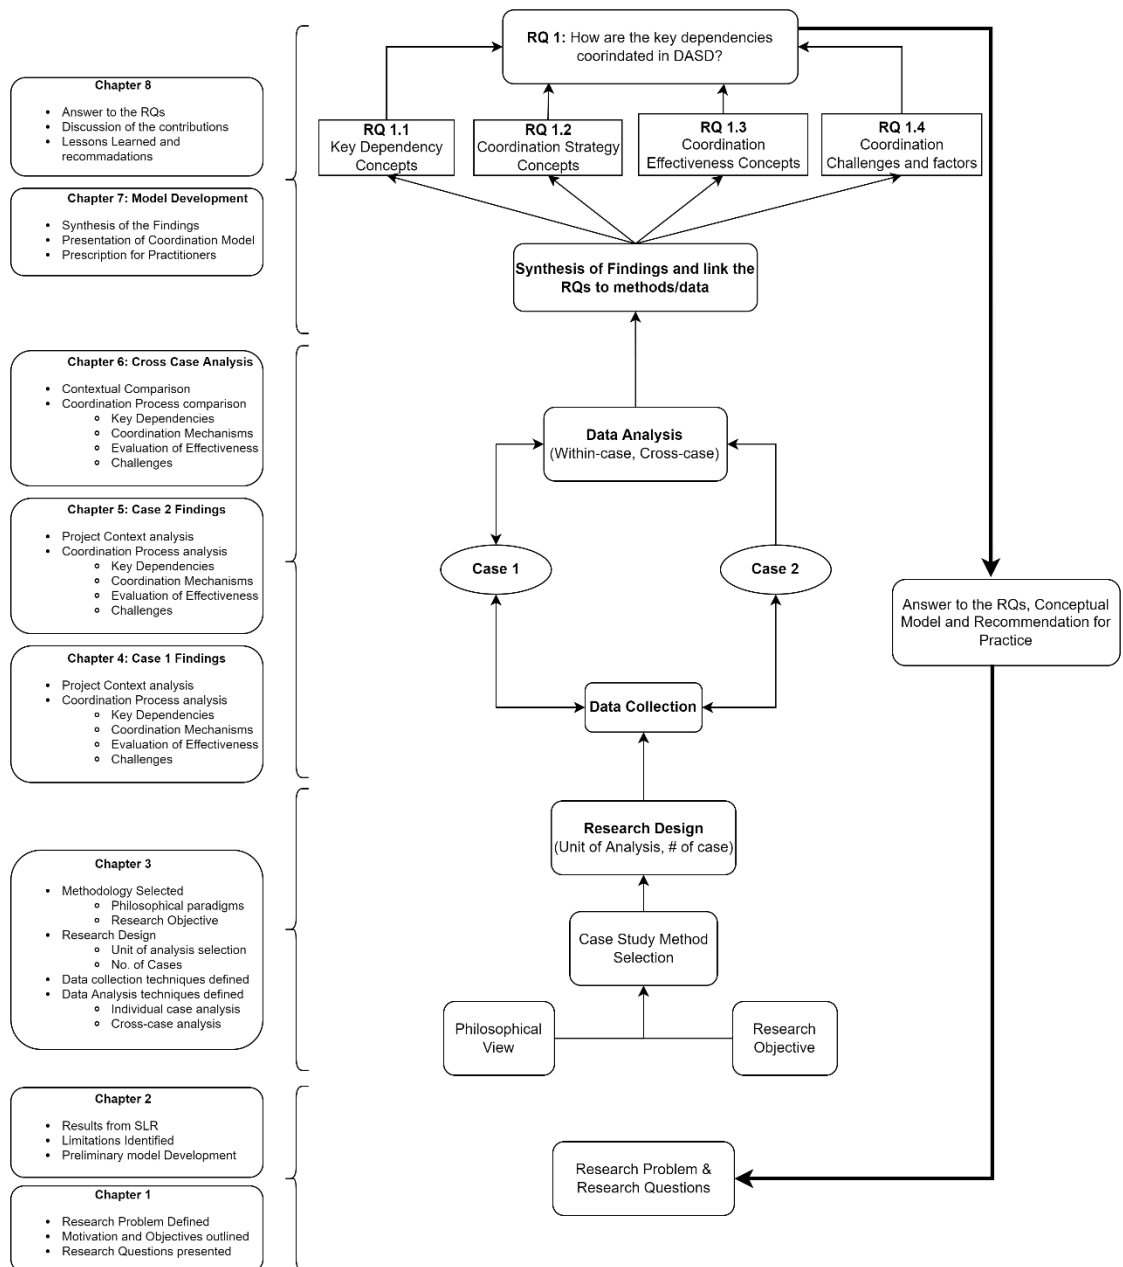 RQ 1: How are the key dependencies
coorindated in DASD?
RQ 1.1
Key Dependency
Concepts
RQ 1.2
Coordination Strategy
Concepts
RQ 1.3
Coordination
Effectiveness Concepts
RQ 1.4
Coordination
Challenges and factors
Synthesis of Findings and link the
RQs to methods/data
Data Analysis
(Within-case, Cross-case)
Case 1
Case 2
Data Collection
Research Design
(Unit of Analysis, # of case)
Case Study Method
Selection
Philosophical
View
Research
Objective
Research Problem &
Research Questions
Answer to the RQs, Conceptual
Model and Recommendation for
Practice
Chapter 8
• Answer to the RQs
• Discussion of the contributions
• Lessons Learned and
recommadations
Chapter 7: Model Development
• Synthesis of the Findings
• Presentation of Coordination Model
• Prescription for Practitioners
Chapter 6: Cross Case Analysis
• Contextual Comparison
• Coordination Process comparison
○ Key Dependencies
○ Coordination Mechanisms
○ Evaluation of Effectiveness
○ Challenges
Chapter 5: Case 2 Findings
• Project Context analysis
• Coordination Process analysis
○ Key Dependencies
○ Coordination Mechanisms
○ Evaluation of Effectiveness
○ Challenges
Chapter 4: Case 1 Findings
• Project Context analysis
• Coordination Process analysis
○ Key Dependencies
○ Coordination Mechanisms
○ Evaluation of Effectiveness
○ Challenges
Chapter 3
• Methodology Selected
○ Philosophical paradigms
○ Research Objective
• Research Design
○ Unit of analysis selection
○ No. of Cases
• Data collection techniques defined
• Data Analysis techniques defined
○ Individual case analysis
○ Cross-case analysis
Chapter 2
• Results from SLR
• Limitations Identified
• Preliminary model Development
Chapter 1
• Research Problem Defined
• Motivation and Objectives outlined
• Research Questions presented